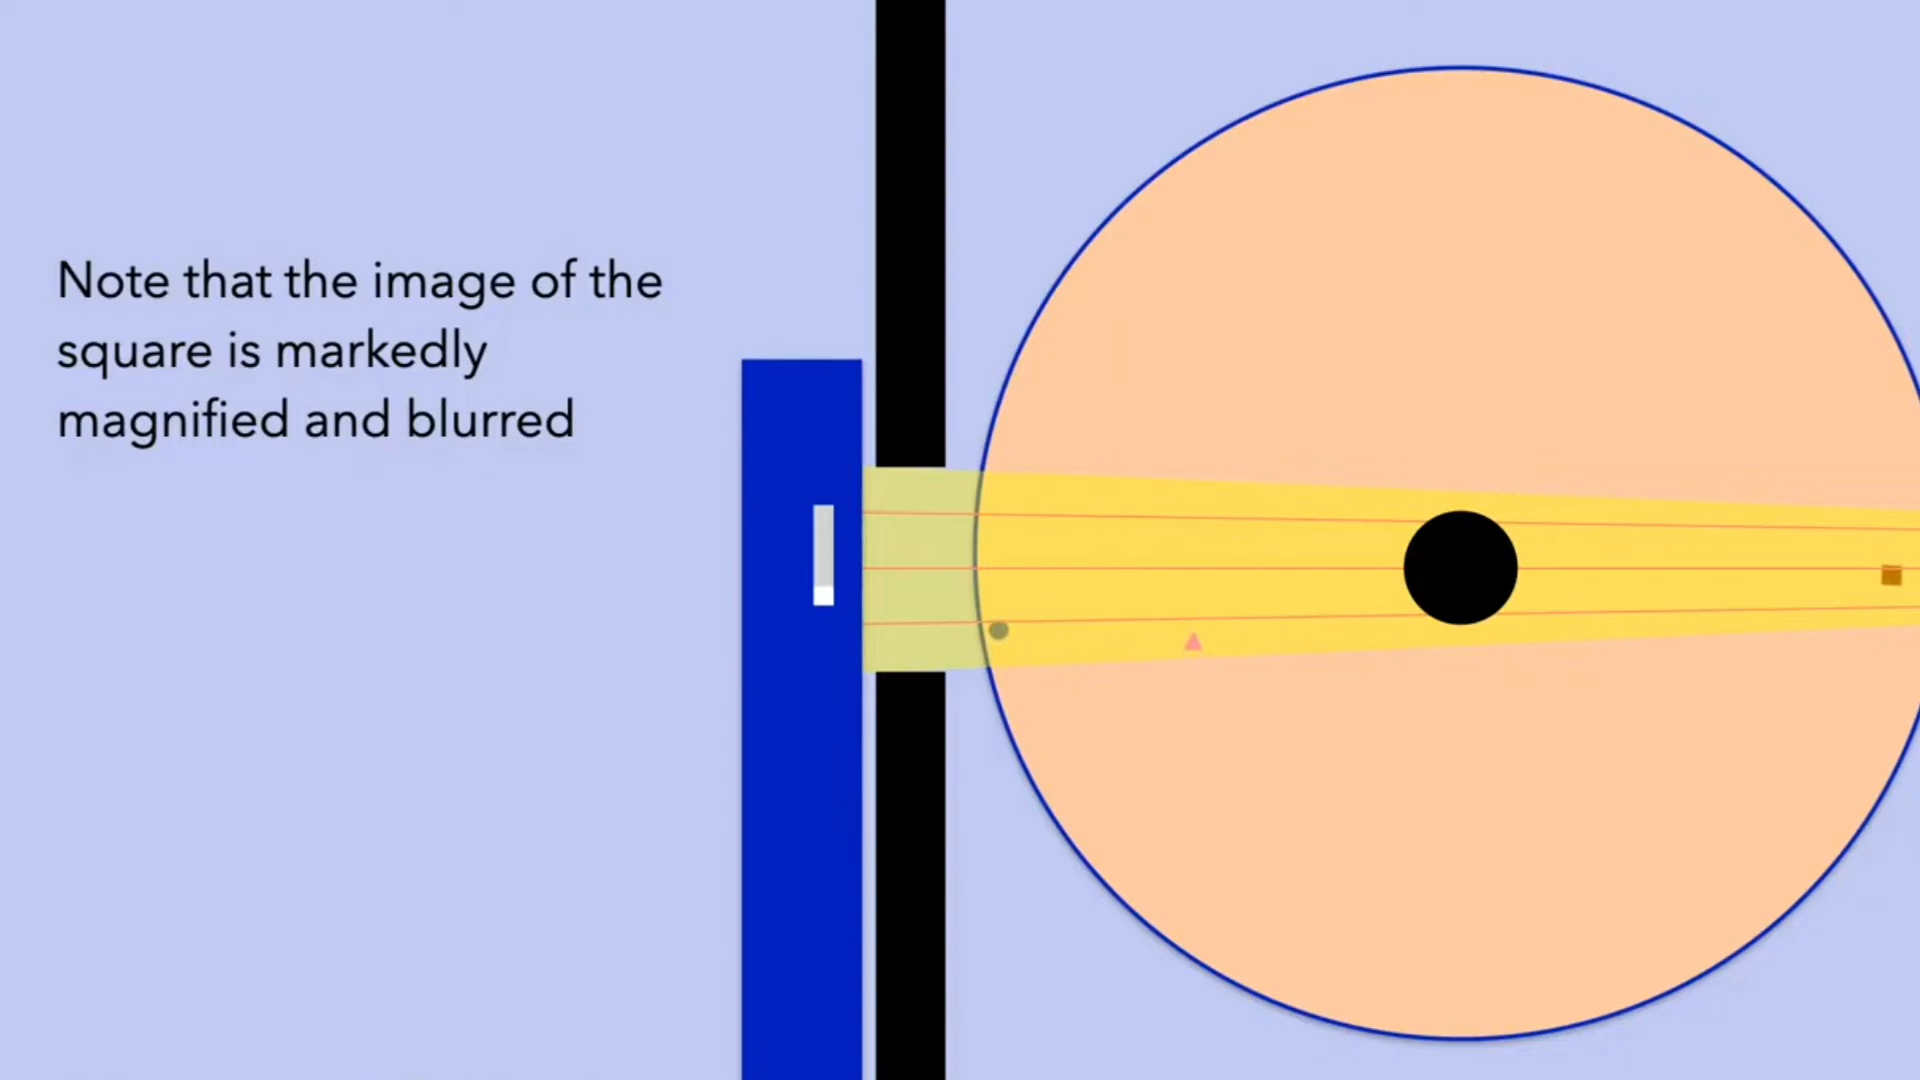 Note that the image of the
square is markedly
magnified and blurred